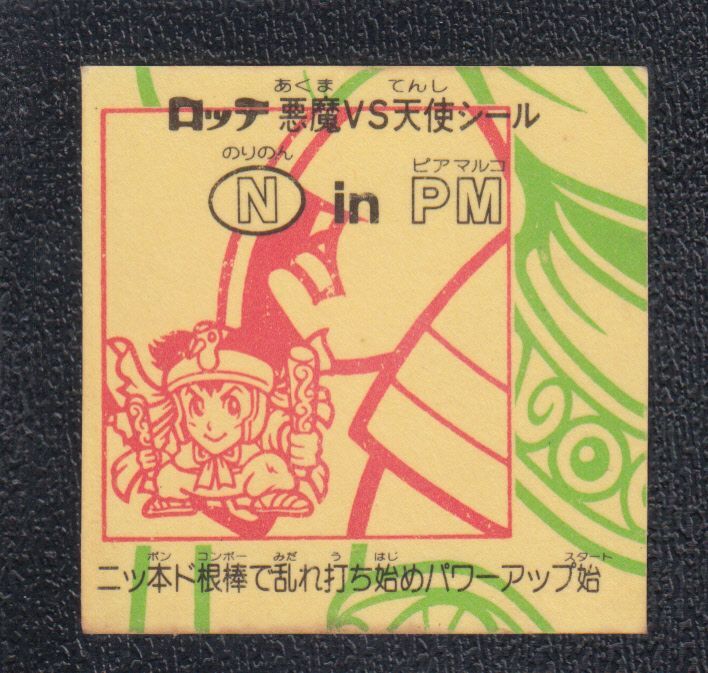 あくま てんし
ロッテ 悪魔VS天使シール
のりのん ピアマルコ
N in PM
ポン コンボー みだ う はじ スタート
ニッ本ド根棒で乱れ打ち始めパワーアップ始